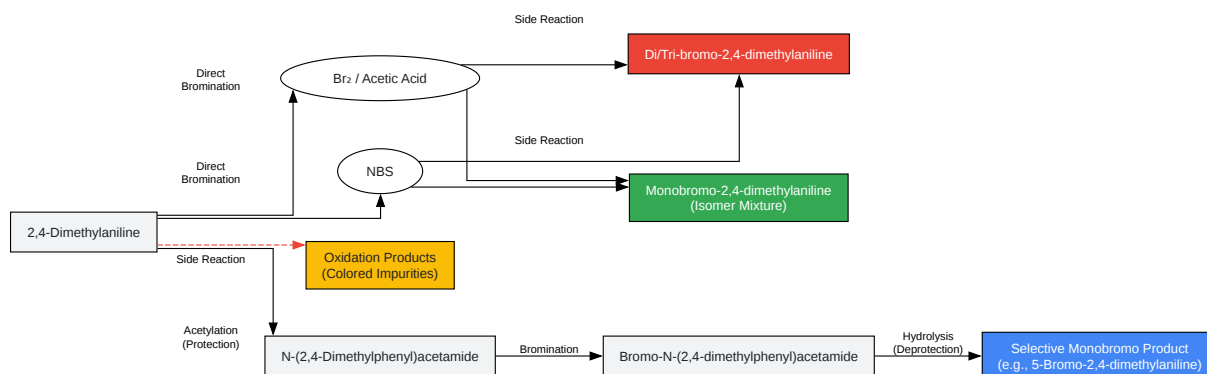 Side Reaction
Di/Tri-bromo-2,4-dimethylaniline
Direct
Bromination
Br₂ / Acetic Acid
Side Reaction
NBS
Direct
Bromination
Monobromo-2,4-dimethylaniline
(Isomer Mixture)
2,4-Dimethylaniline
Side Reaction
Oxidation Products
(Colored Impurities)
Acetylation
(Protection)
N-(2,4-Dimethylphenyl)acetamide
Bromination
Bromo-N-(2,4-dimethylphenyl)acetamide
Hydrolysis
(Deprotection)
Selective Monobromo Product
(e.g., 5-Bromo-2,4-dimethylaniline)